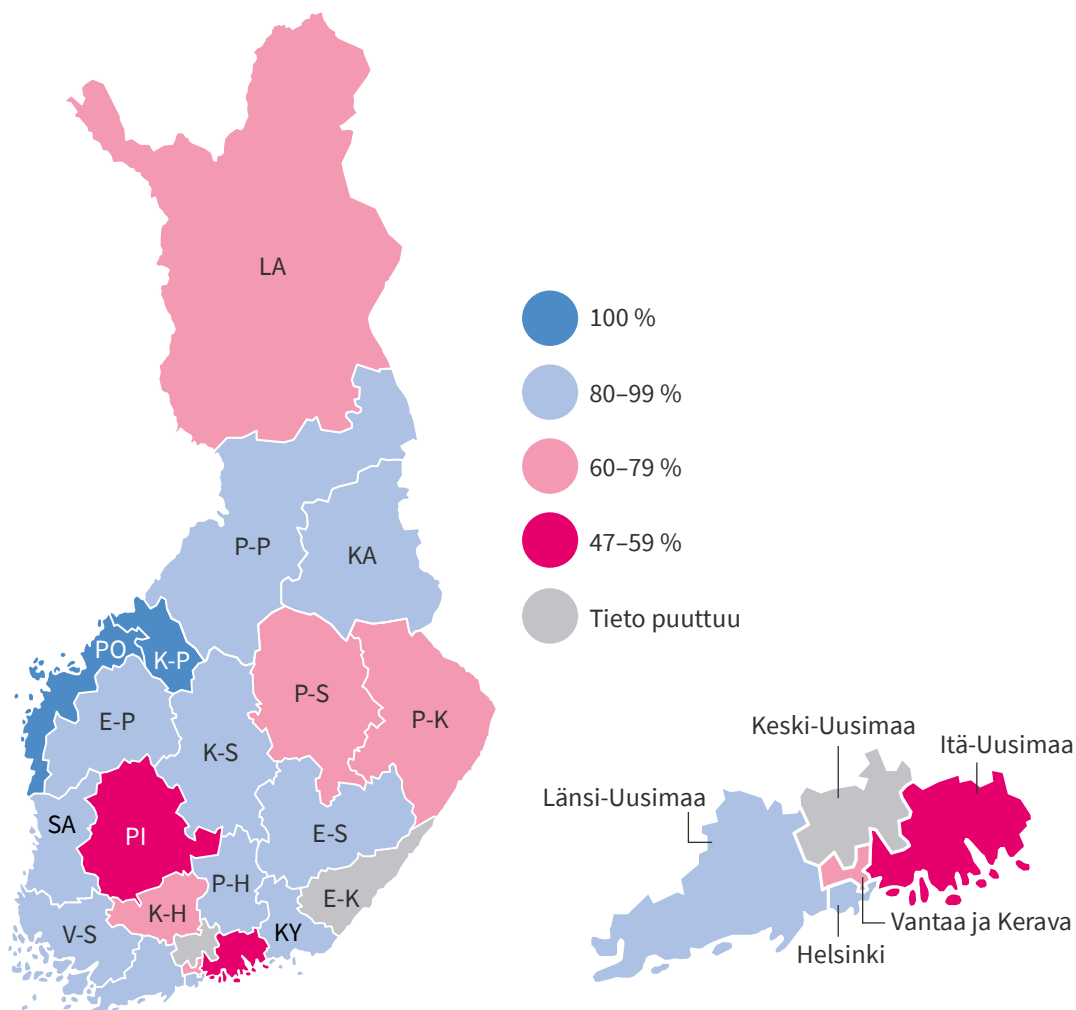 LA
100 %
80–99 %
60–79 %
47–59 %
Tieto puuttuu
P-P
KA
PO
K-P
P-S
P-K
E-P
K-S
SA
PI
E-S
P-H
E-K
K-H
V-S
KY
Keski-Uusimaa
Itä-Uusimaa
Länsi-Uusimaa
Vantaa ja Kerava
Helsinki